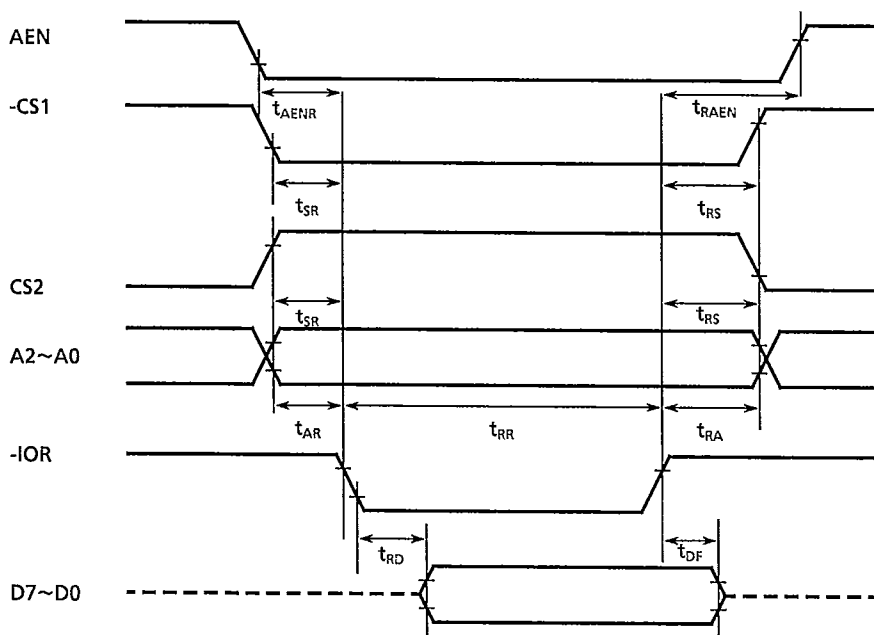 AEN
tAENR
tRAEN
-CS1
tSR
tRS
CS2
tSR
tRS
A2~A0
tAR
tRR
tRA
-IOR
tRD
tDF
D7~D0